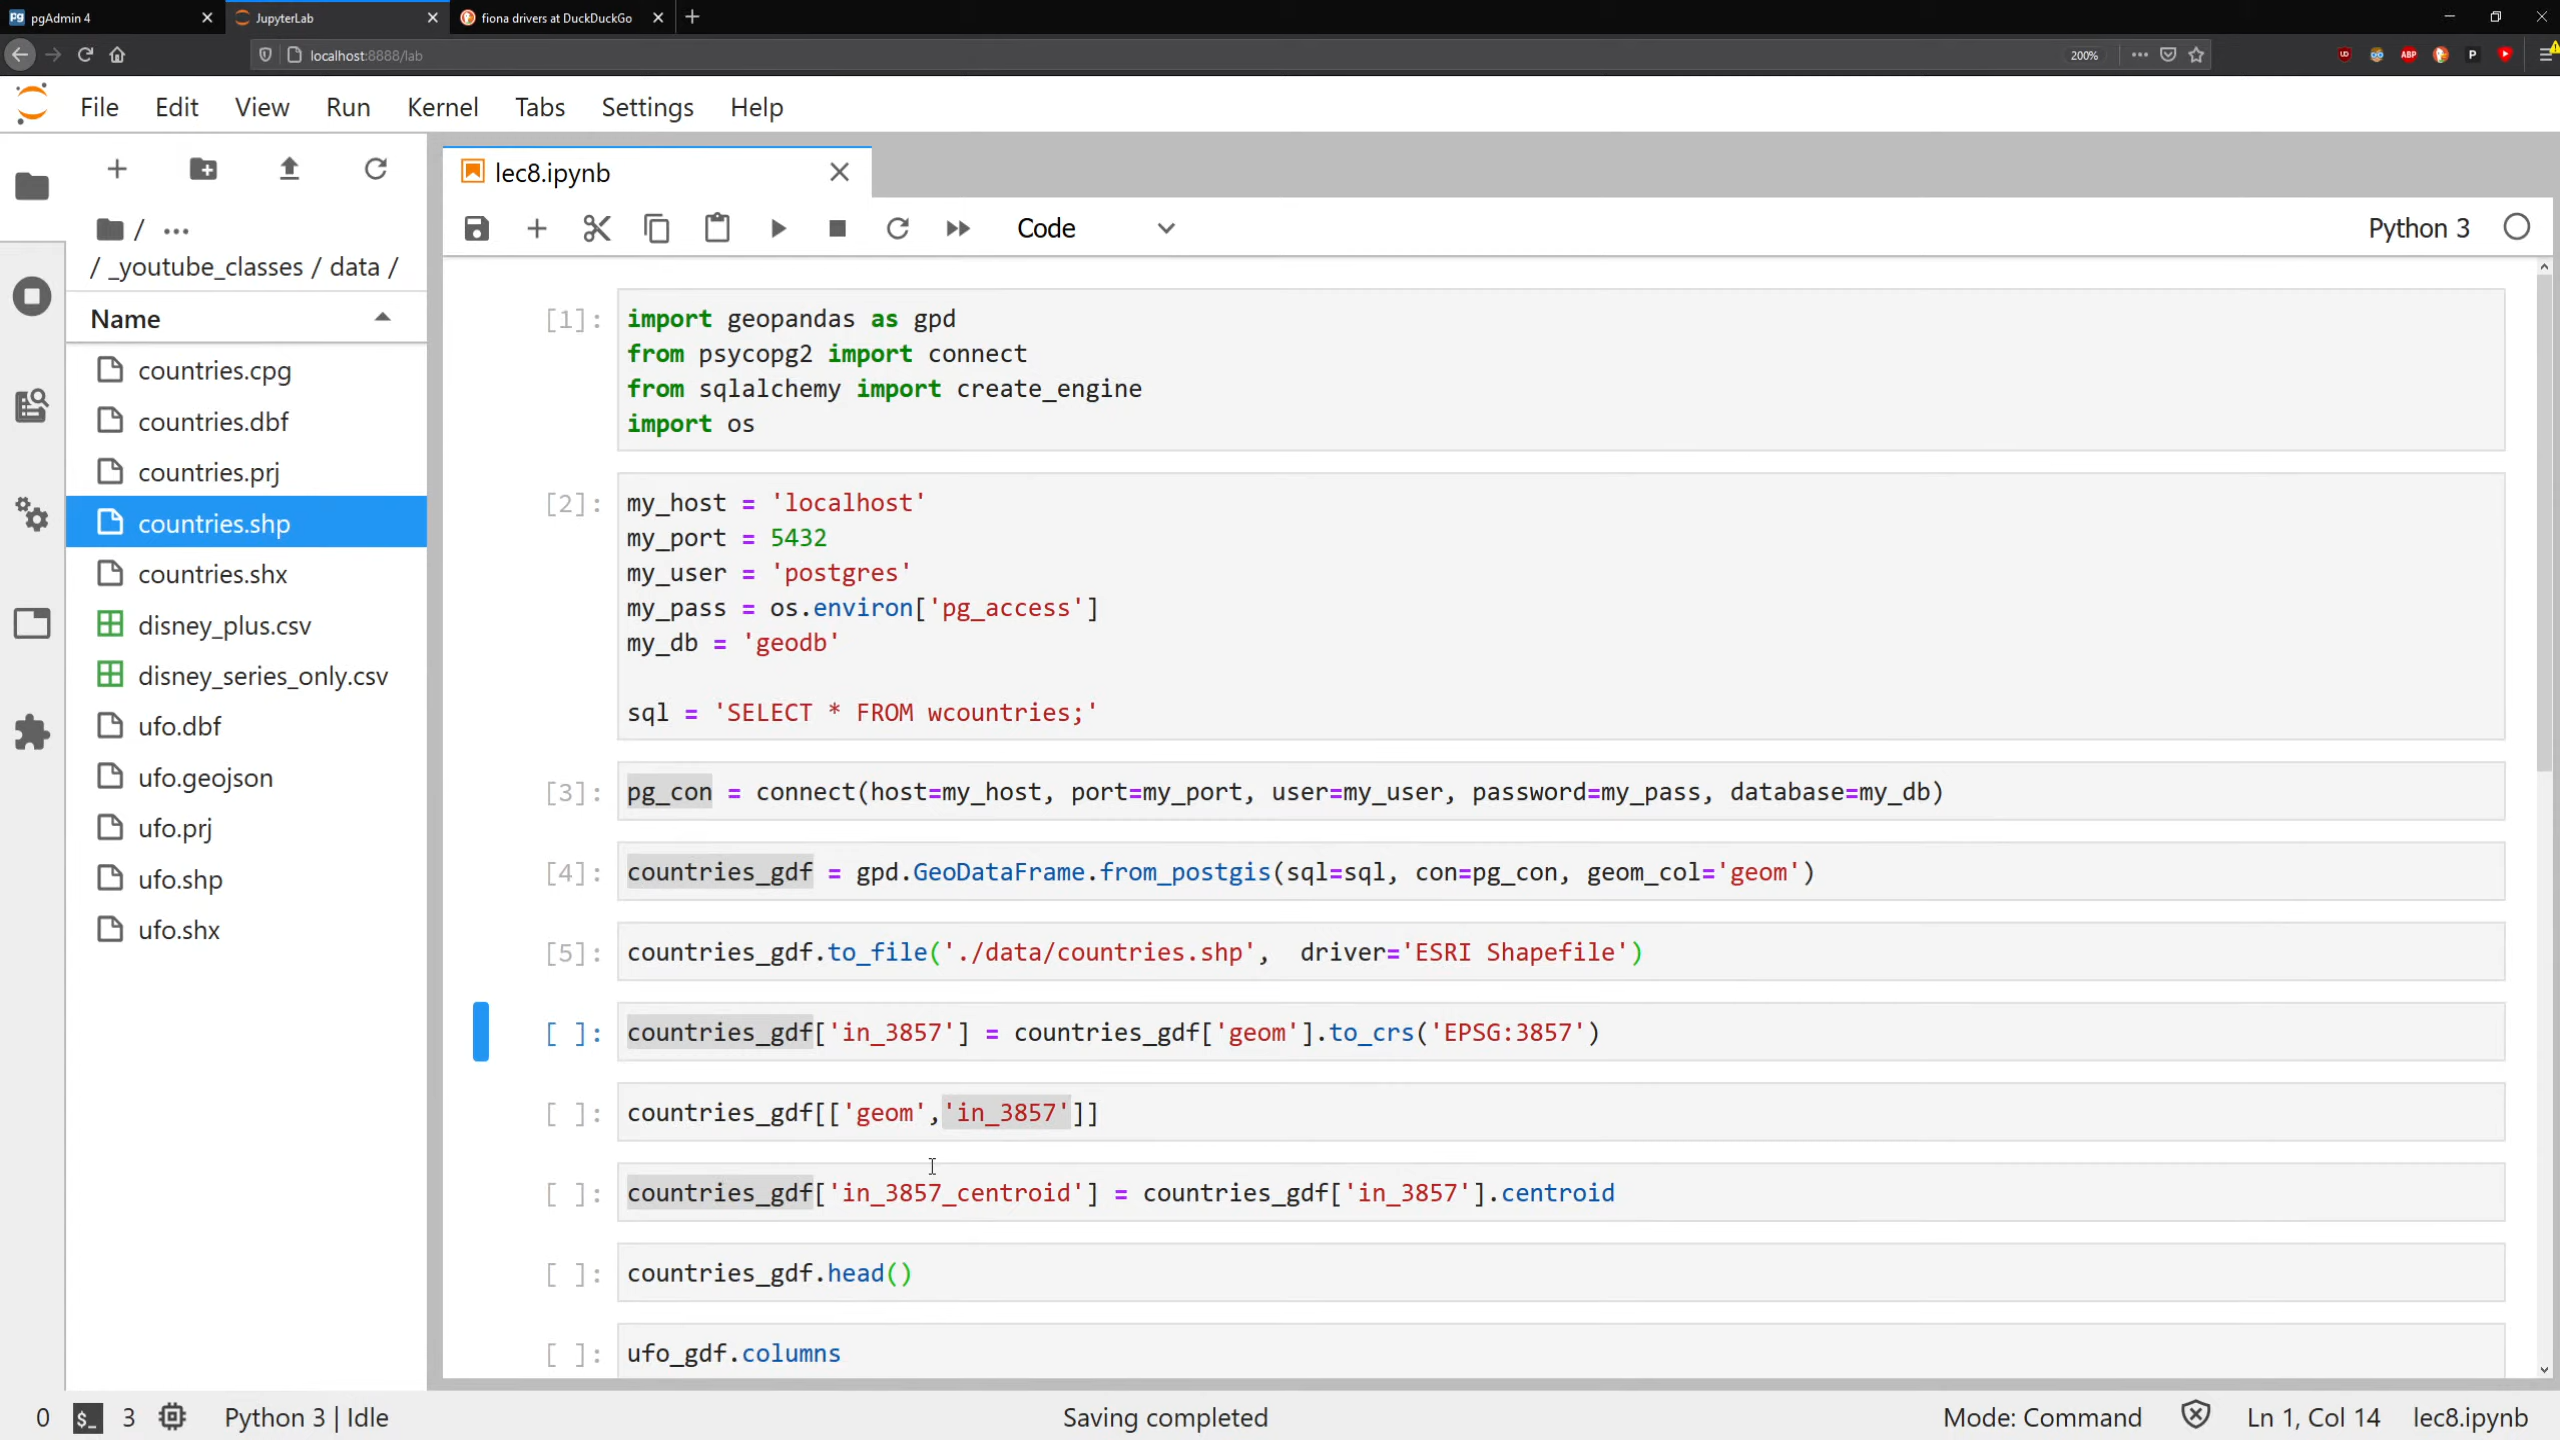 pgAdmin 4
JupyterLab
fiona drivers at DuckDuckGo
localhost:8888/lab
200%
File Edit View Run Kernel Tabs Settings Help
lec8.ipynb
/ ...
/ _youtube_classes / data /
Code
Python 3
Name
countries.cpg
countries.dbf
countries.prj
countries.shp
countries.shx
disney_plus.csv
disney_series_only.csv
ufo.dbf
ufo.geojson
ufo.prj
ufo.shp
ufo.shx
[1]: import geopandas as gpd
from psycopg2 import connect
from sqlalchemy import create_engine
import os
[2]: my_host = 'localhost'
my_port = 5432
my_user = 'postgres'
my_pass = os.environ['pg_access']
my_db = 'geodb'
sql = 'SELECT * FROM wcountries;'
[3]: pg_con = connect(host=my_host, port=my_port, user=my_user, password=my_pass, database=my_db)
[4]: countries_gdf = gpd.GeoDataFrame.from_postgis(sql=sql, con=pg_con, geom_col='geom')
[5]: countries_gdf.to_file('./data/countries.shp', driver='ESRI Shapefile')
[ ]: countries_gdf['in_3857'] = countries_gdf['geom'].to_crs('EPSG:3857')
[ ]: countries_gdf[['geom','in_3857']]
[ ]: countries_gdf['in_3857_centroid'] = countries_gdf['in_3857'].centroid
[ ]: countries_gdf.head()
[ ]: ufo_gdf.columns
0 $_ 3 Python 3 | Idle
Saving completed
Mode: Command
Ln 1, Col 14
lec8.ipynb